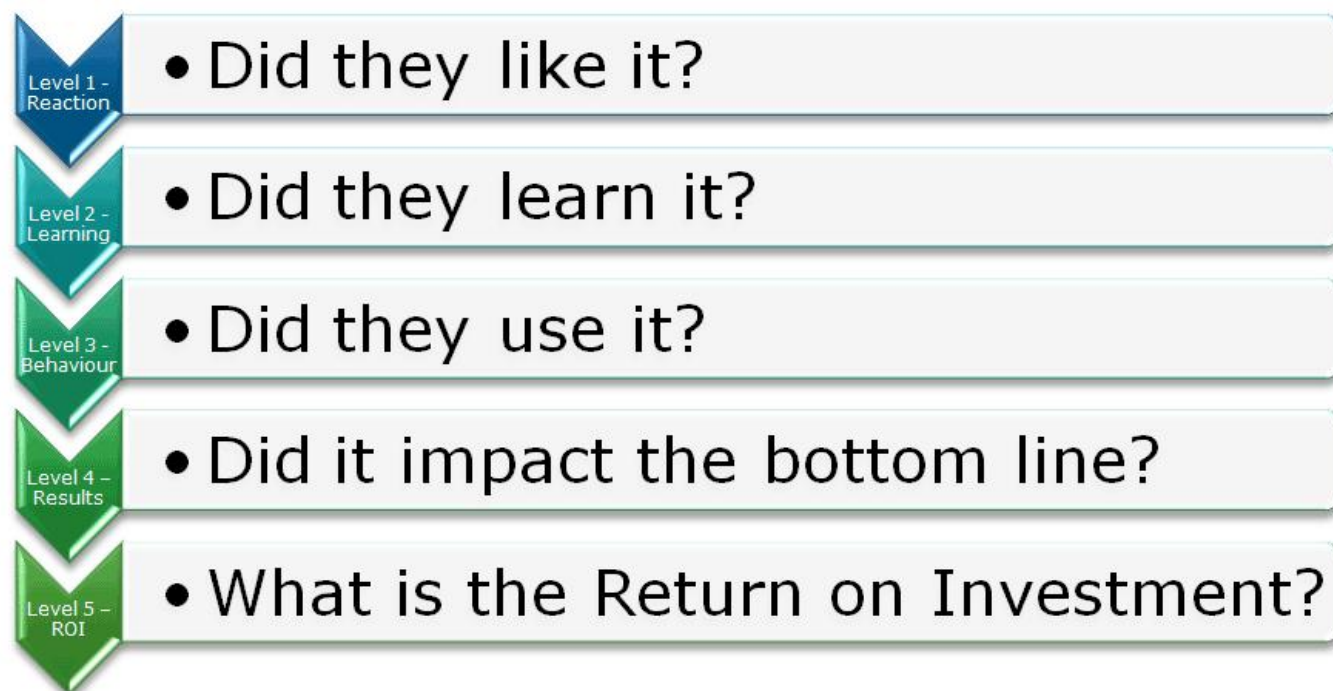 Level 1 -
Reaction
• Did they like it?
Level 2 -
Learning
• Did they learn it?
Level 3 -
Behaviour
• Did they use it?
Level 4 –
Results
• Did it impact the bottom line?
Level 5 –
ROI
• What is the Return on Investment?